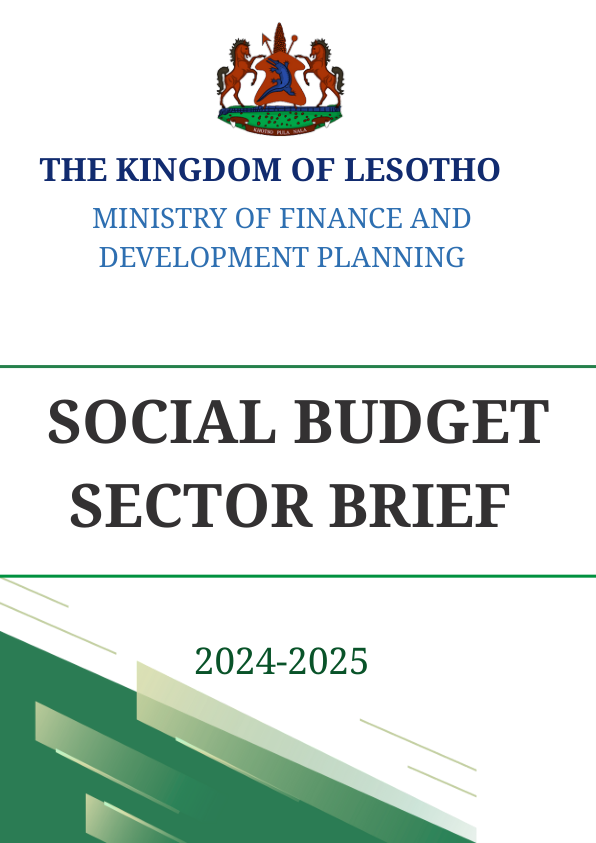 KHOTSO PULA NALA
THE KINGDOM OF LESOTHO
MINISTRY OF FINANCE AND
DEVELOPMENT PLANNING
SOCIAL BUDGET
SECTOR BRIEF
2024-2025